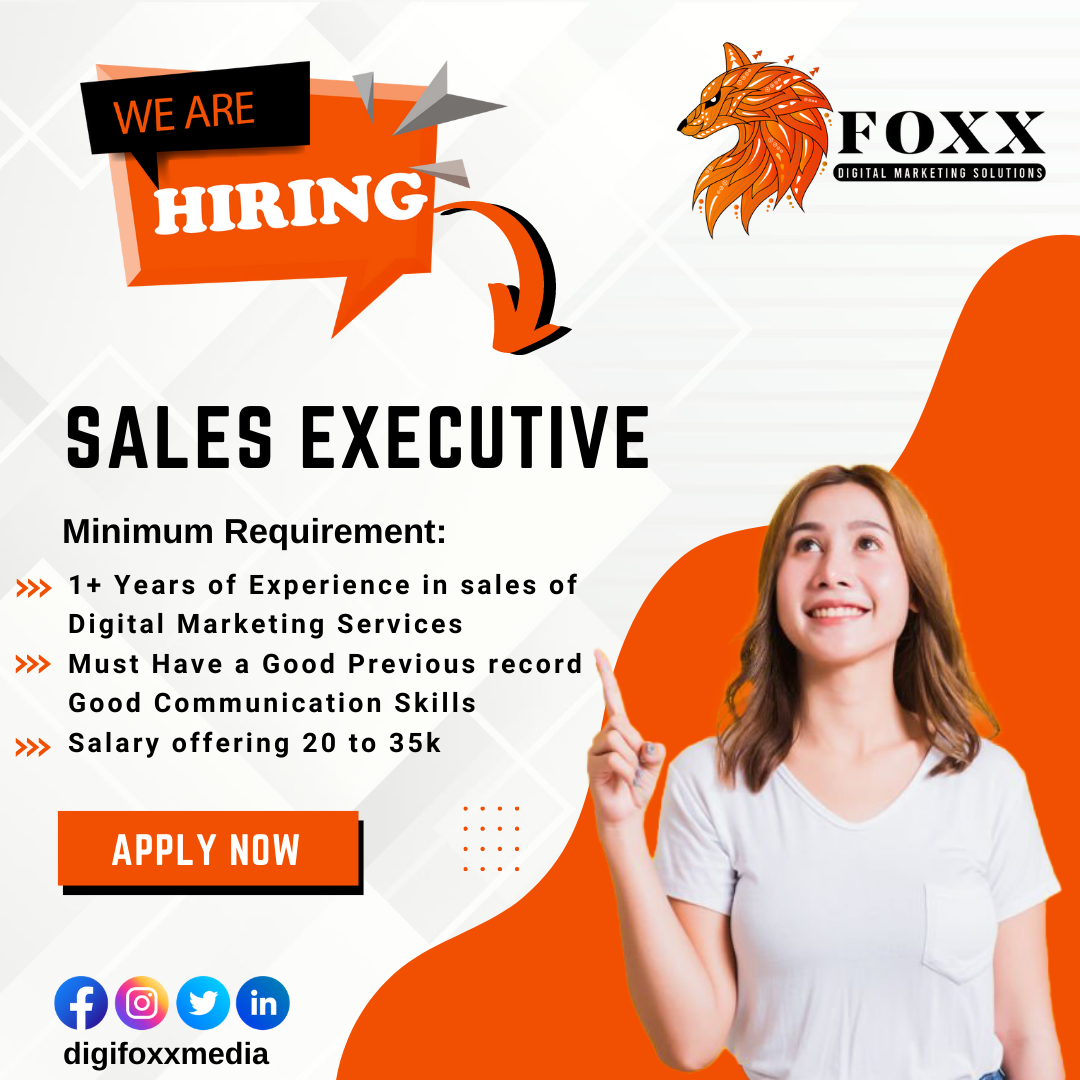 WE ARE
HIRING
FOXX
DIGITAL MARKETING SOLUTIONS
SALES EXECUTIVE
Minimum Requirement:
1+ Years of Experience in sales of
Digital Marketing Services
Must Have a Good Previous record
Good Communication Skills
Salary offering 20 to 35k
APPLY NOW
digifoxxmedia